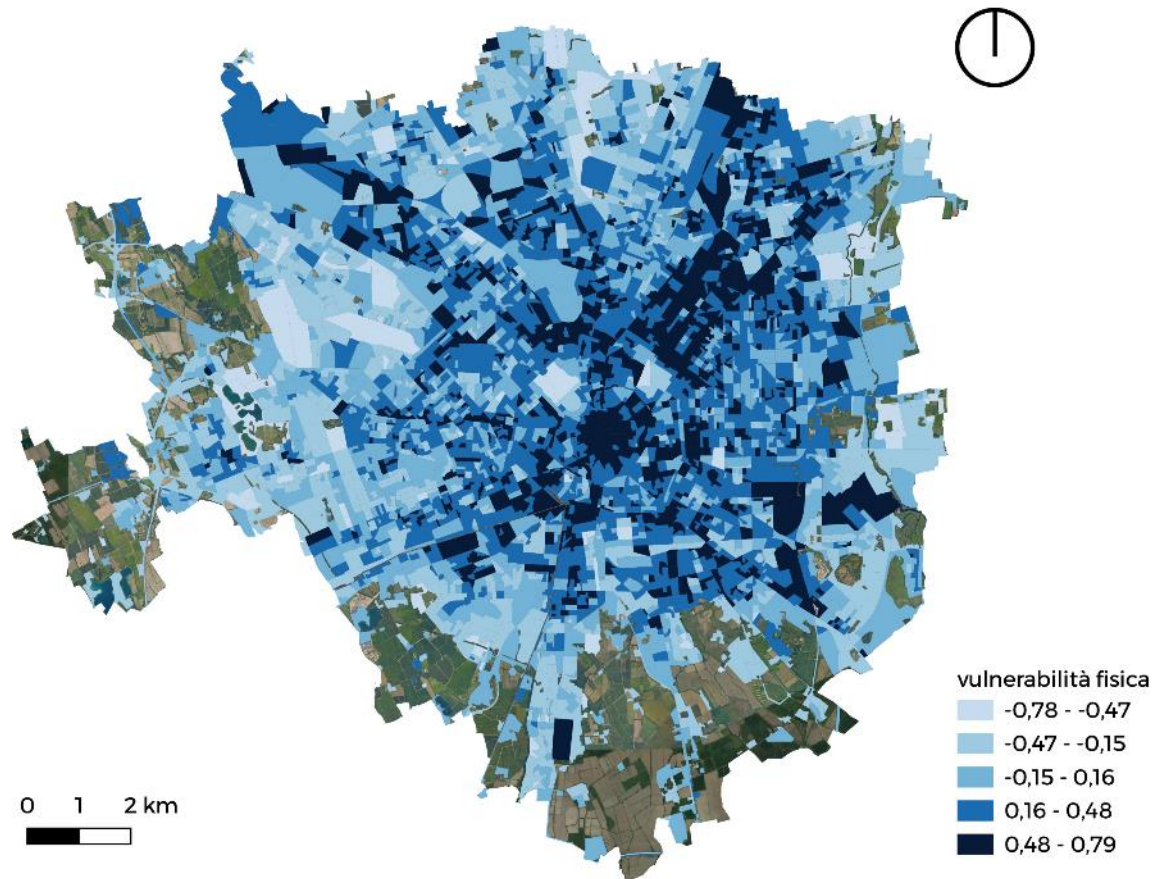 vulnerabilità fisica
-0,78 - -0,47
-0,47 - -0,15
-0,15 - 0,16
0,16 - 0,48
0,48 - 0,79
0 1 2 km